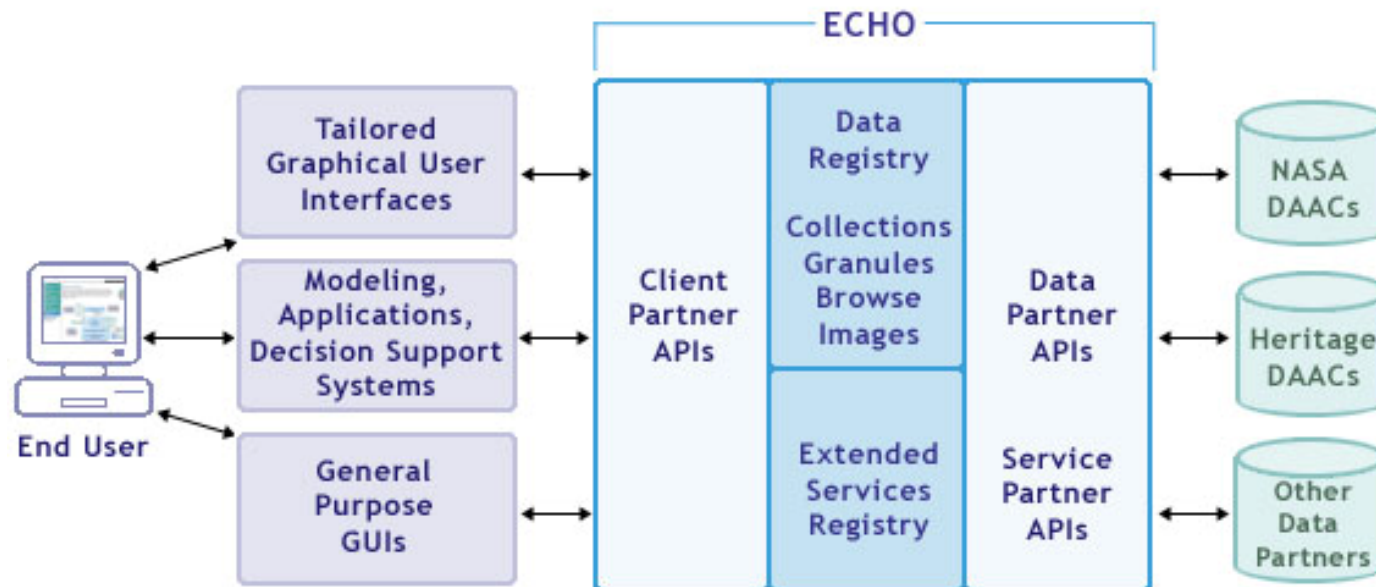 ECHO
Tailored
Graphical User
Interfaces
Modeling,
Applications,
Decision Support
Systems
General
Purpose
GUIs
End User
Client
Partner
APIs
Data
Registry
Collections
Granules
Browse
Images
Extended
Services
Registry
Data
Partner
APIs
Service
Partner
APIs
NASA
DAACs
Heritage
DAACs
Other
Data
Partners